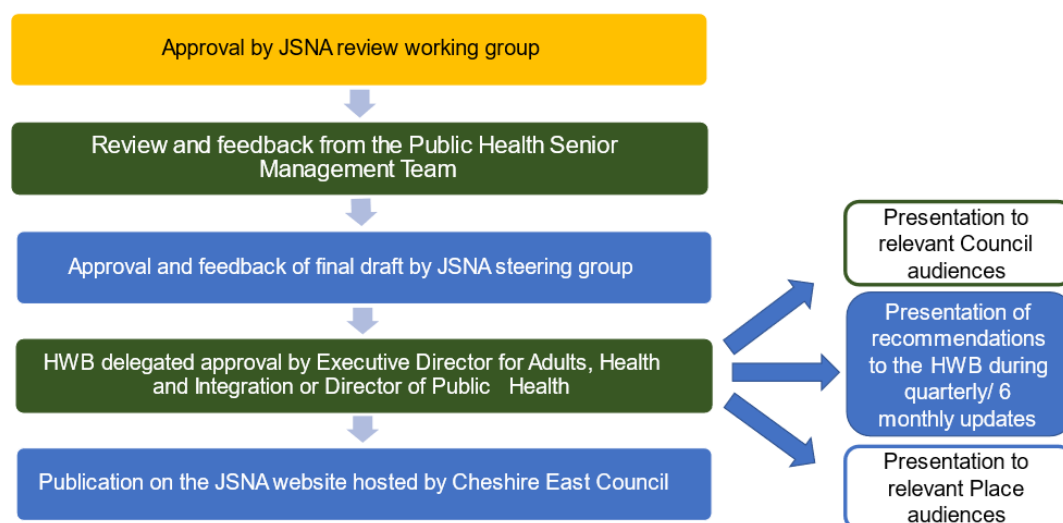 Approval by JSNA review working group
Review and feedback from the Public Health Senior
Management Team
Approval and feedback of final draft by JSNA steering group
HWB delegated approval by Executive Director for Adults, Health
and Integration or Director of Public Health
Publication on the JSNA website hosted by Cheshire East Council
Presentation to
relevant Council
audiences
Presentation of
recommendations
to the HWB during
quarterly/ 6
monthly updates
Presentation to
relevant Place
audiences